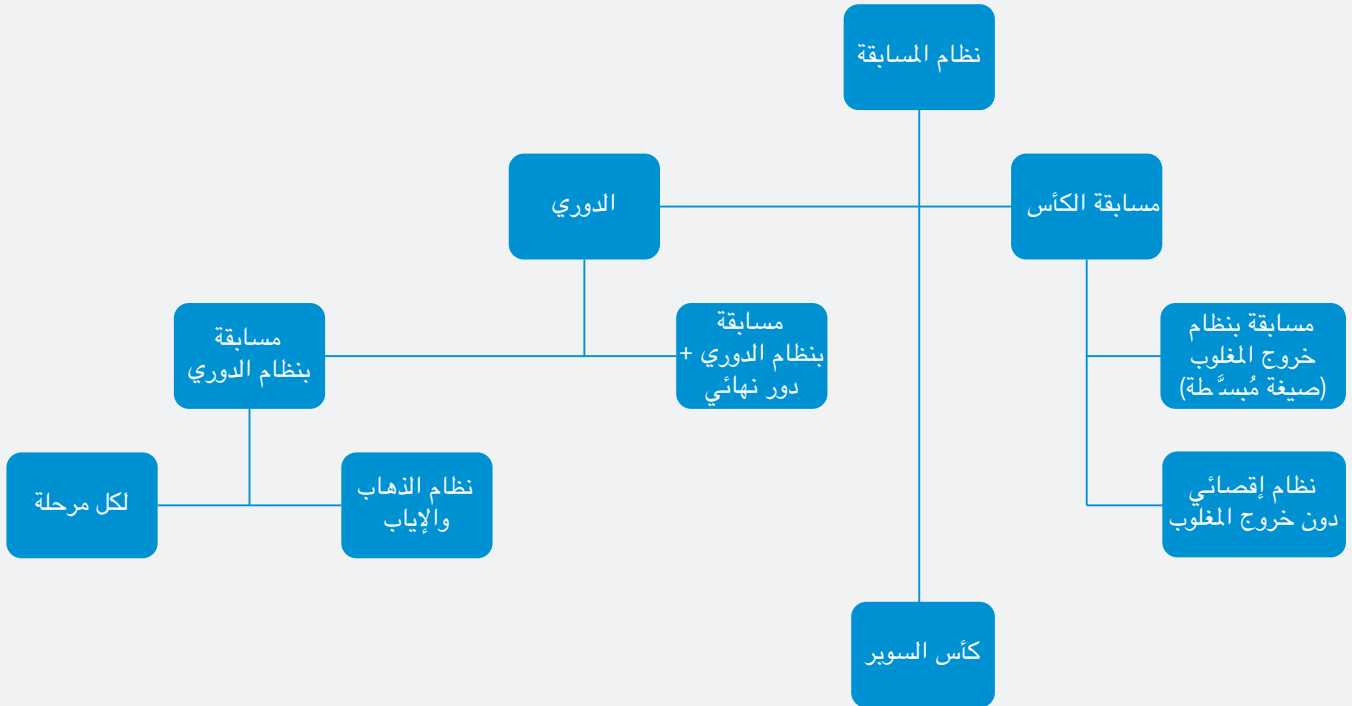 نظام المسابقة
مسابقة الكأس
الدوري
مسابقة بنظام
خروج المغلوب
(صيغة مُبسَّطة)
مسابقة
بنظام الدوري +
دور نهائي
مسابقة
بنظام الدوري
نظام إقصائي
دون خروج المغلوب
نظام الذهاب
والإياب
لكل مرحلة
كأس السوبر